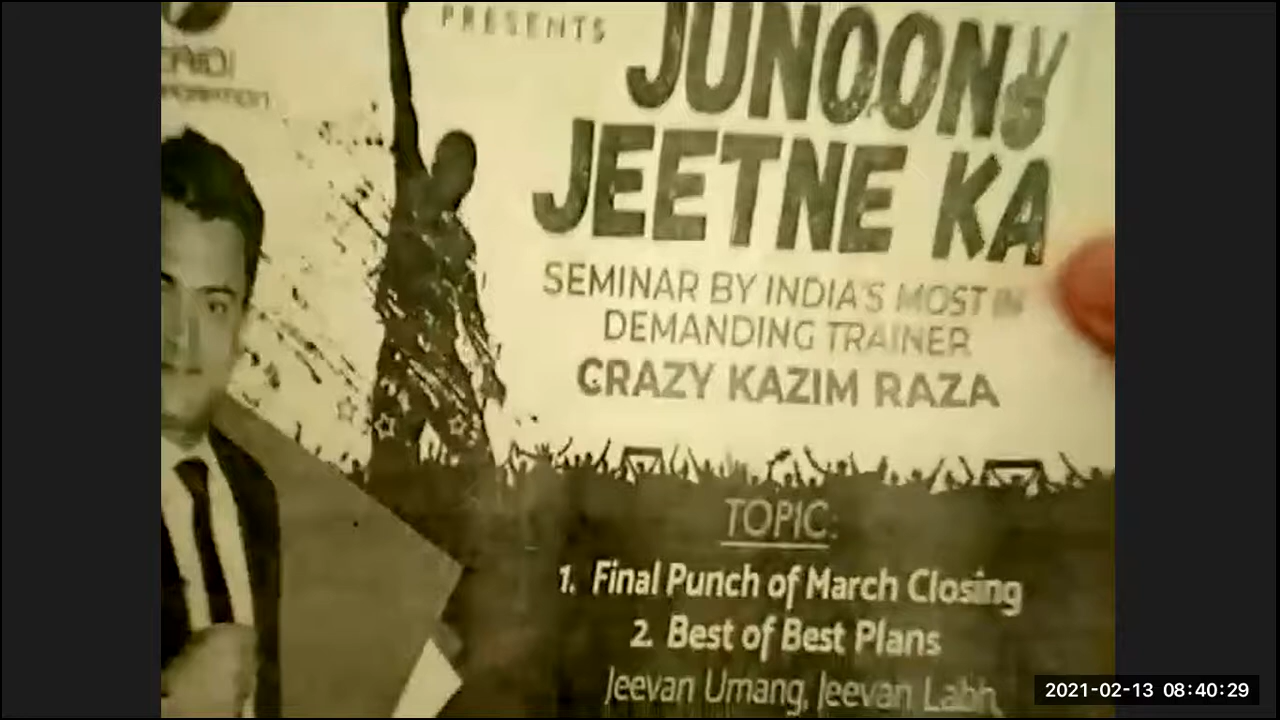 PRESENTS
JUNOON
JEETNE KA
SEMINAR BY INDIA'S MOST IN
DEMANDING TRAINER
CRAZY KAZIM RAZA
TOPIC:
1. Final Punch of March Closing
2. Best of Best Plans
Jeevan Umang, Jeevan Labh,
2021-02-13 08:40:29